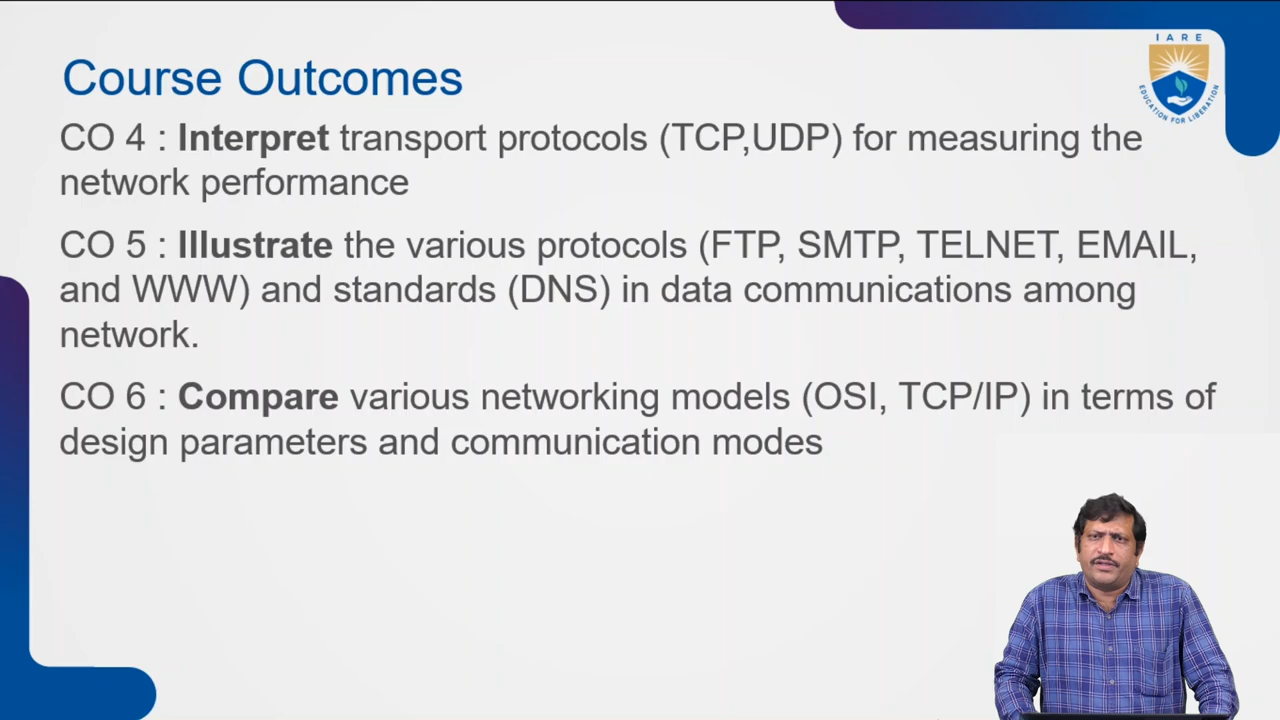 IARE
EDUCATION FOR LIBERATION
Course Outcomes
CO 4 : Interpret transport protocols (TCP,UDP) for measuring the
network performance
CO 5 : Illustrate the various protocols (FTP, SMTP, TELNET, EMAIL,
and WWW) and standards (DNS) in data communications among
network.
CO 6 : Compare various networking models (OSI, TCP/IP) in terms of
design parameters and communication modes